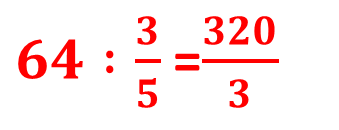 64 : 3/5 = 320/3